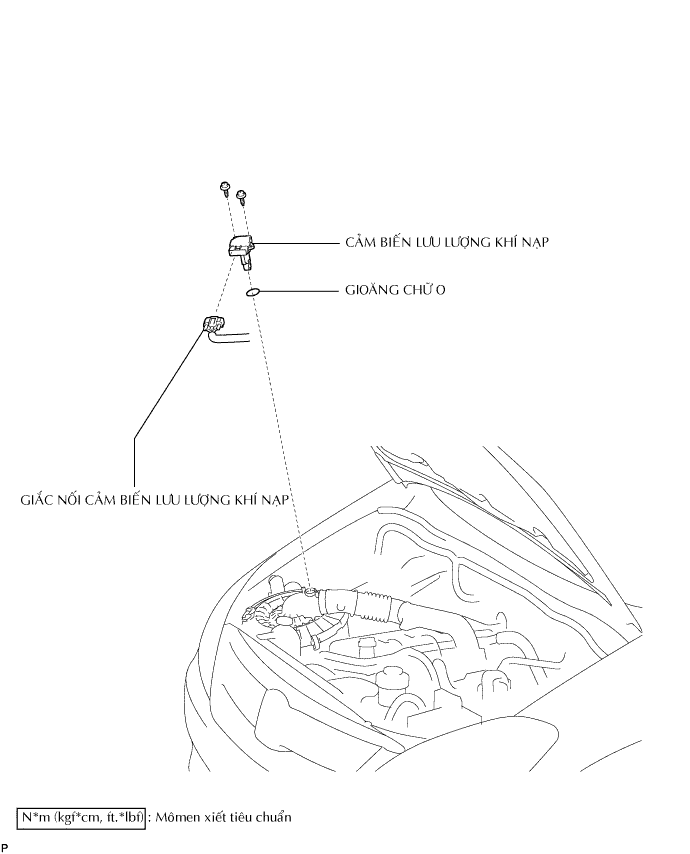 CẢM BIẾN LƯU LƯỢNG KHÍ NẠP
GIOĂNG CHỮ O
GIẮC NỐI CẢM BIẾN LƯU LƯỢNG KHÍ NẠP
N*m (kgf*cm, ft.*lbf) : Mômen xiết tiêu chuẩn
P